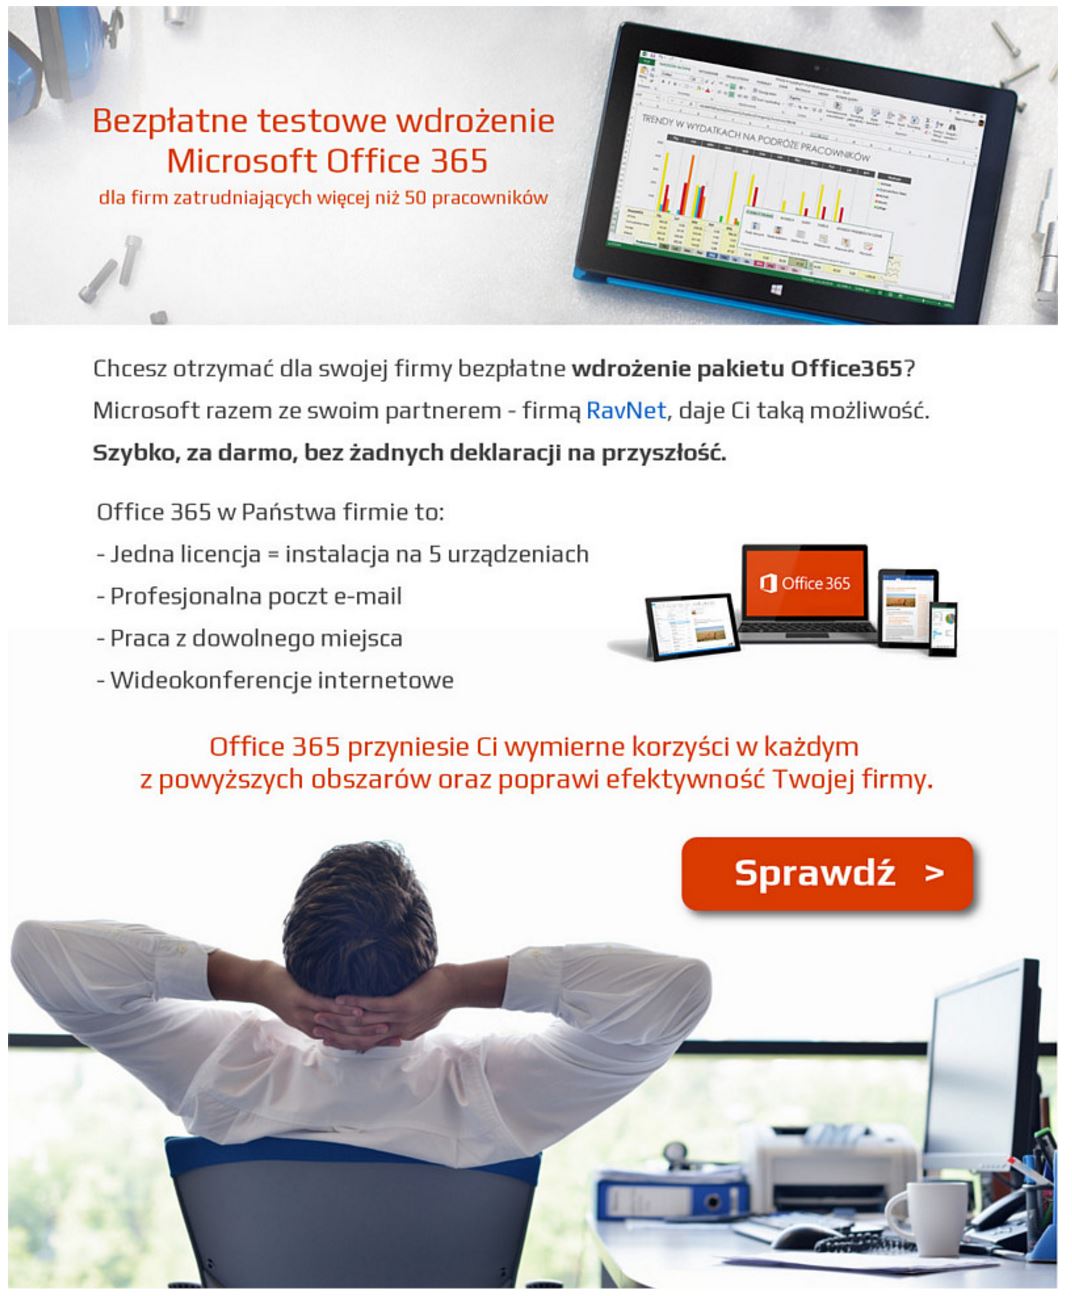 Bezpłatne testowe wdrożenie
Microsoft Office 365
dla firm zatrudniających więcej niż 50 pracowników
TRENDY W WYDATKACH NA PODRÓŻE PRACOWNIKÓW
Chcesz otrzymać dla swojej firmy bezpłatne wdrożenie pakietu Office365?
Microsoft razem ze swoim partnerem - firmą RavNet, daje Ci taką możliwość.
Szybko, za darmo, bez żadnych deklaracji na przyszłość.
Office 365 w Państwa firmie to:
- Jedna licencja = instalacja na 5 urządzeniach
- Profesjonalna poczt e-mail
- Praca z dowolnego miejsca
- Wideokonferencje internetowe
Office 365
Office 365 przyniesie Ci wymierne korzyści w każdym
z powyższych obszarów oraz poprawi efektywność Twojej firmy.
Sprawdź >